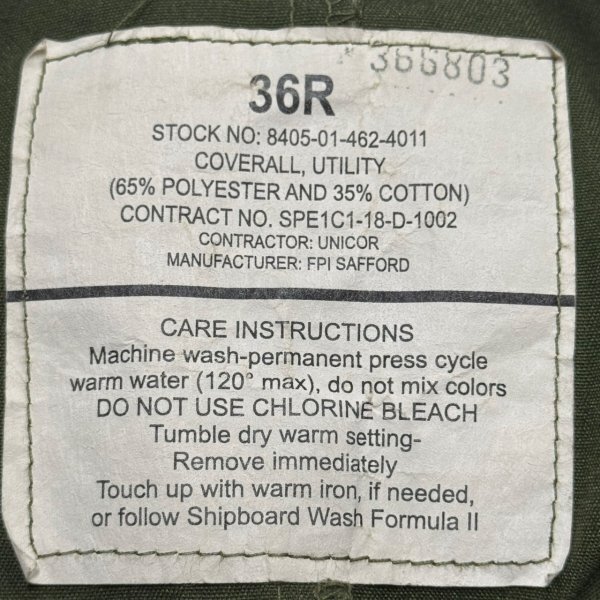 366803
36R
STOCK NO: 8405-01-462-4011
COVERALL, UTILITY
(65% POLYESTER AND 35% COTTON)
CONTRACT NO. SPE1C1-18-D-1002
CONTRACTOR: UNICOR
MANUFACTURER: FPI SAFFORD
CARE INSTRUCTIONS
Machine wash-permanent press cycle
warm water (120° max), do not mix colors
DO NOT USE CHLORINE BLEACH
Tumble dry warm setting-
Remove immediately
Touch up with warm iron, if needed,
or follow Shipboard Wash Formula II